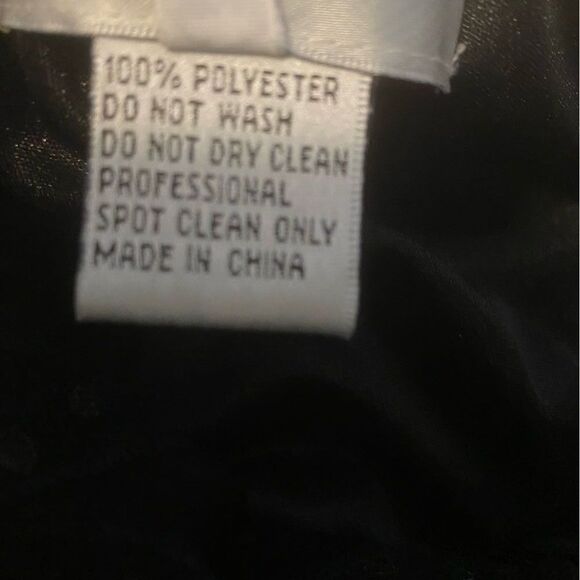 100% POLYESTER
DO NOT WASH
DO NOT DRY CLEAN
PROFESSIONAL
SPOT CLEAN ONLY
MADE IN CHINA